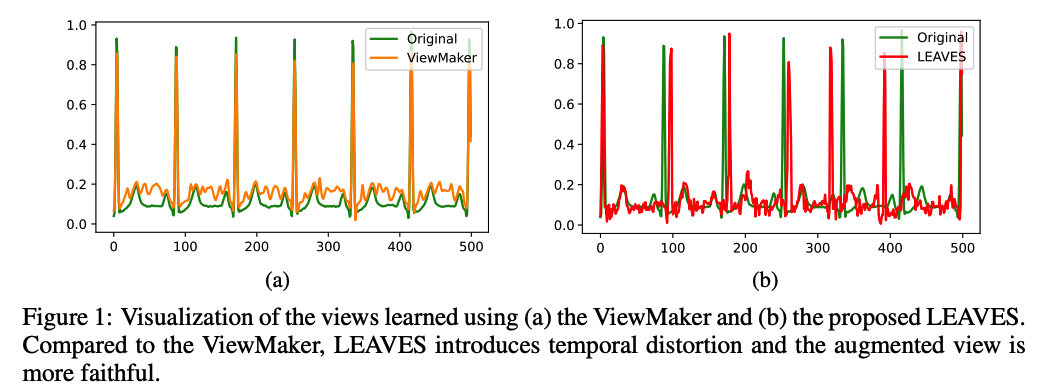 1.0
0.8
0.6
0.4
0.2
0.0
0 100 200 300 400 500
Original
ViewMaker
(a)
1.0
0.8
0.6
0.4
0.2
0.0
0 100 200 300 400 500
Original
LEAVES
(b)
Figure 1: Visualization of the views learned using (a) the ViewMaker and (b) the proposed LEAVES.
Compared to the ViewMaker, LEAVES introduces temporal distortion and the augmented view is
more faithful.